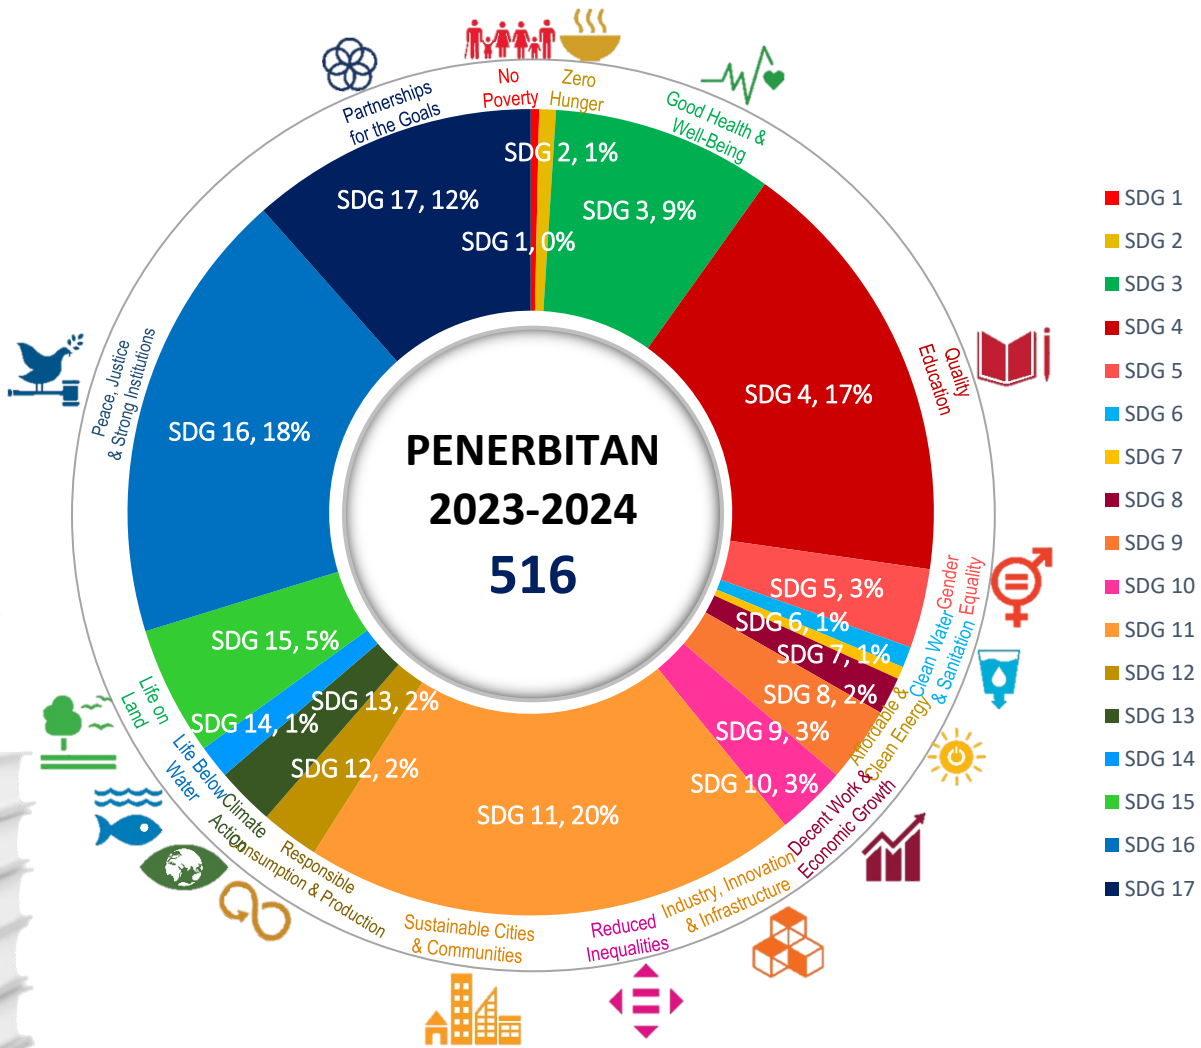 No
Poverty
Zero
Hunger
Good Health &
Well-Being
Quality
Education
Gender
Equality
Clean Water
& Sanitation
Affordable &
Clean Energy
Decent Work &
Economic Growth
Industry, Innovation
& Infrastructure
Reduced
Inequalities
Sustainable Cities
& Communities
Responsible
Consumption & Production
Climate
Action
Life Below
Water
Life on
Land
Peace, Justice
& Strong Institutions
Partnerships
for the Goals
SDG 1, 0%
SDG 2, 1%
SDG 3, 9%
SDG 4, 17%
SDG 5, 3%
SDG 6, 1%
SDG 7, 1%
SDG 8, 2%
SDG 9, 3%
SDG 10, 3%
SDG 11, 20%
SDG 12, 2%
SDG 13, 2%
SDG 14, 1%
SDG 15, 5%
SDG 16, 18%
SDG 17, 12%
PENERBITAN
2023-2024
516
SDG 1
SDG 2
SDG 3
SDG 4
SDG 5
SDG 6
SDG 7
SDG 8
SDG 9
SDG 10
SDG 11
SDG 12
SDG 13
SDG 14
SDG 15
SDG 16
SDG 17